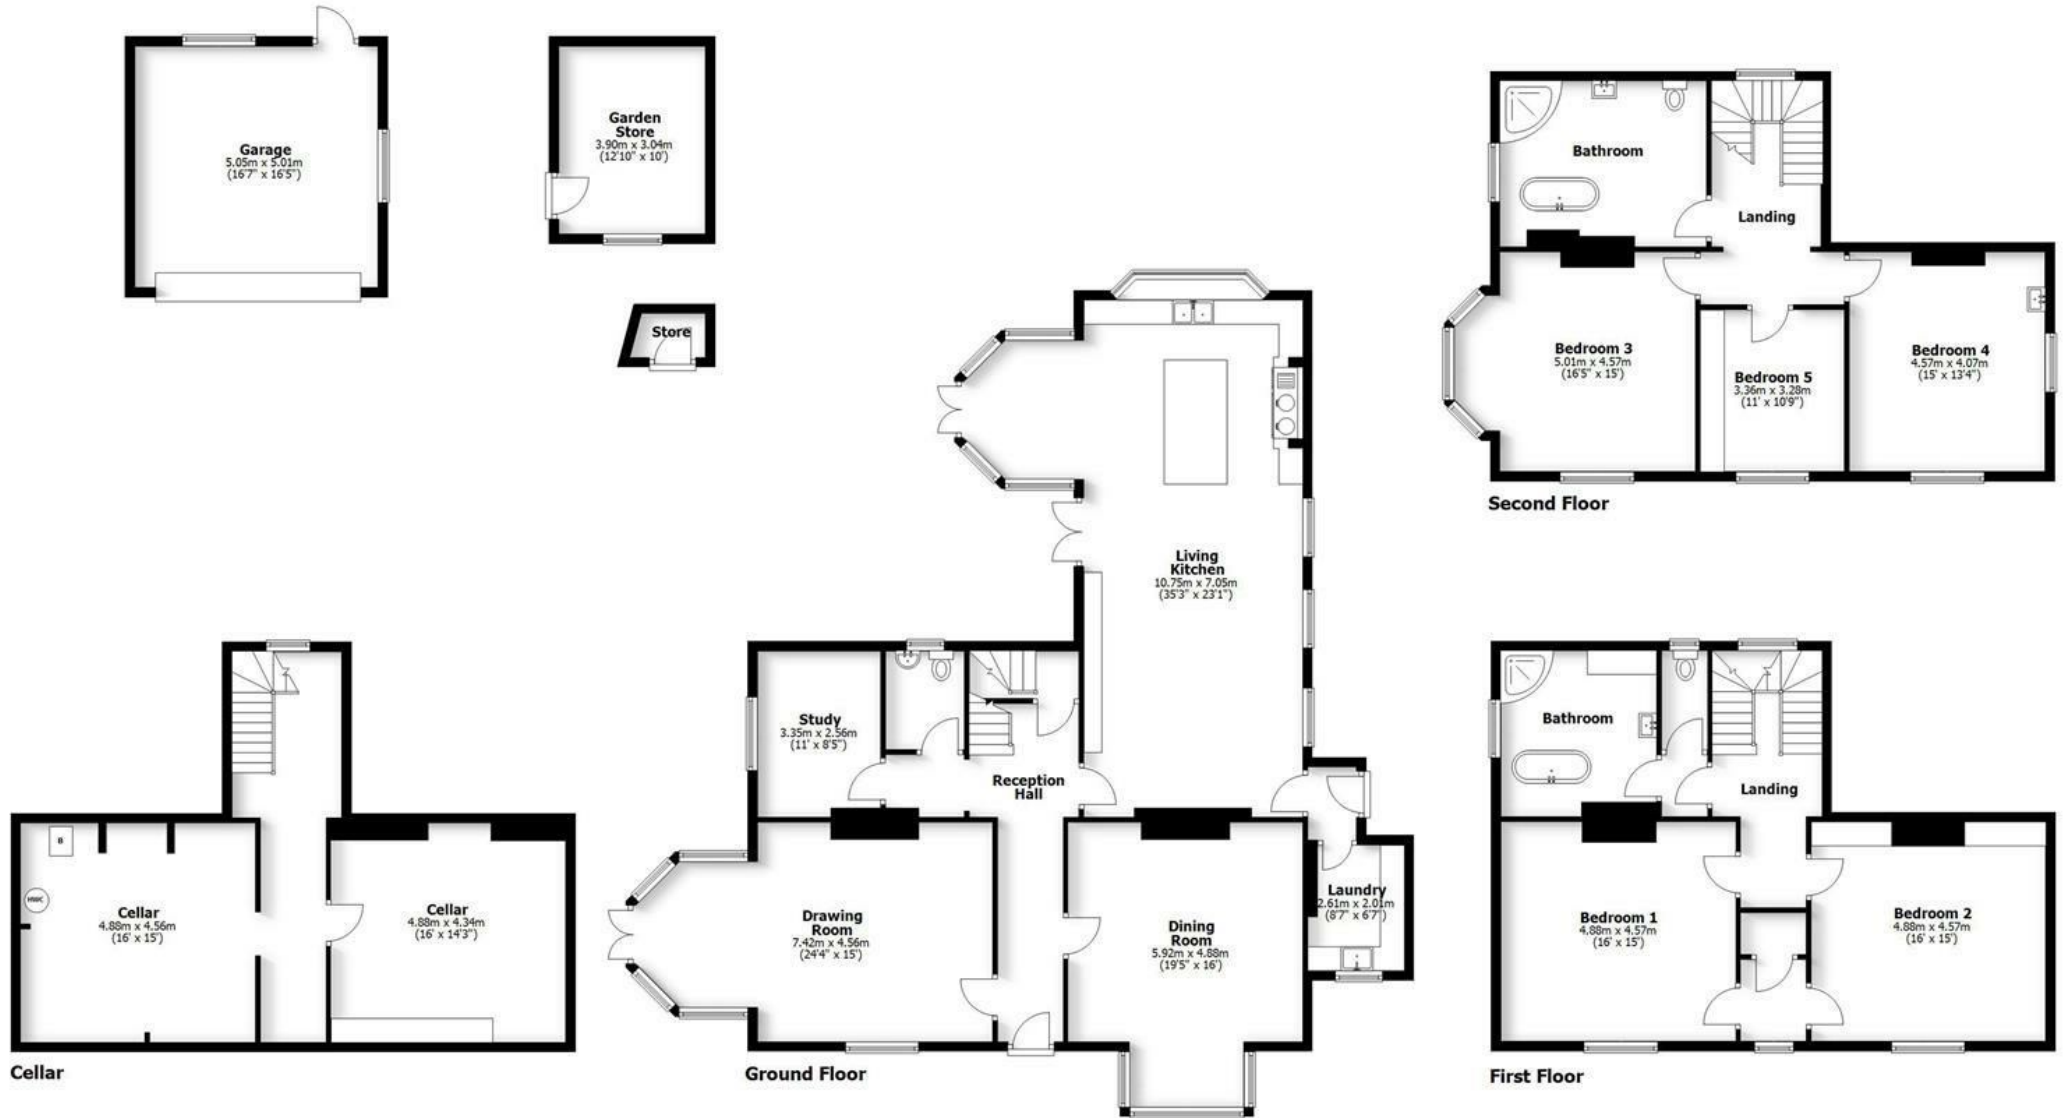 Garage
5.05m x 5.01m
(16'7" x 16'5")
Garden
Store
3.90m x 3.04m
(12'10" x 10')
Store
Bathroom
Landing
Bedroom 3
5.01m x 4.57m
(16'5" x 15')
Bedroom 5
3.36m x 3.28m
(11' x 10'9")
Bedroom 4
4.57m x 4.07m
(15' x 13'4")
Second Floor
Living
Kitchen
10.75m x 7.05m
(35'3" x 23'1")
Study
3.35m x 2.56m
(11' x 8'5")
Reception
Hall
Drawing
Room
7.42m x 4.56m
(24'4" x 15')
Dining
Room
5.92m x 4.88m
(19'5" x 16')
Laundry
2.61m x 2.01m
(8'7" x 6'7")
Ground Floor
B
HWC
Cellar
4.88m x 4.56m
(16' x 15')
Cellar
4.88m x 4.34m
(16' x 14'3")
Cellar
Bathroom
Landing
Bedroom 1
4.88m x 4.57m
(16' x 15')
Bedroom 2
4.88m x 4.57m
(16' x 15')
First Floor